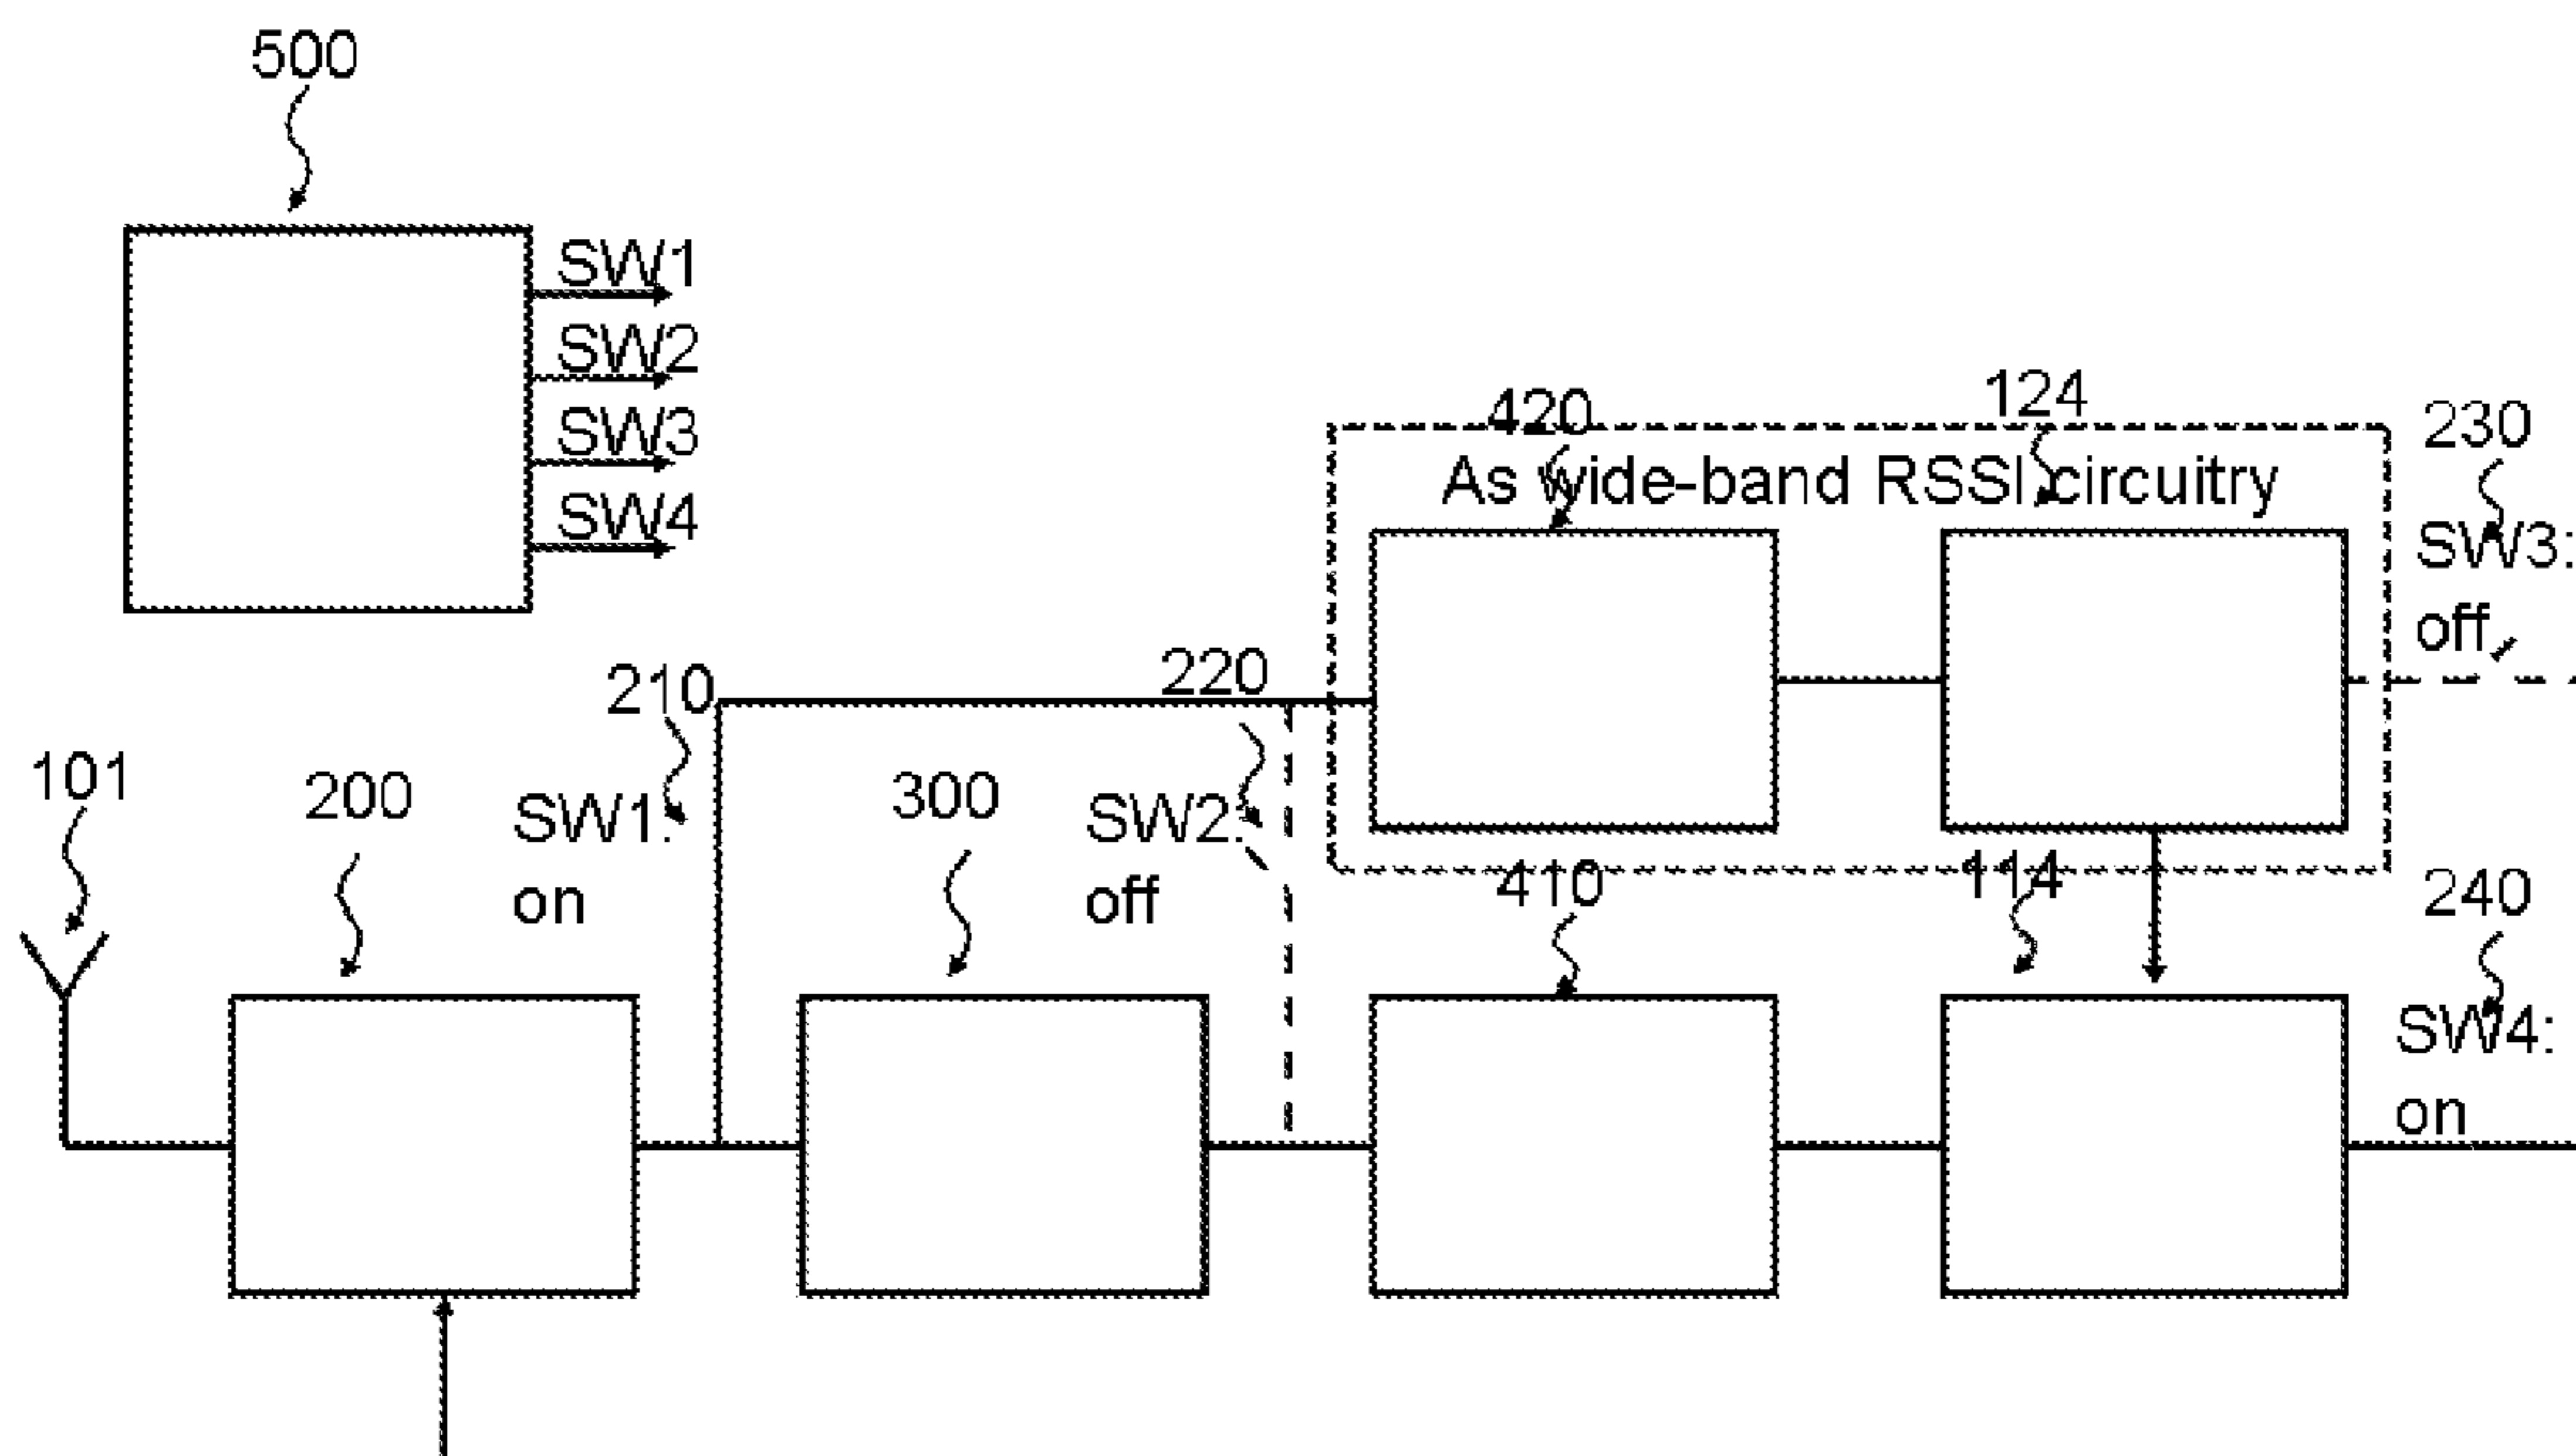 500
SW1
SW2
SW3
SW4
420
124
230
As wide-band RSSI circuitry
SW3:
off
210
220
101
200
SW1:
on
300
SW2:
off
410
114
240
SW4:
on